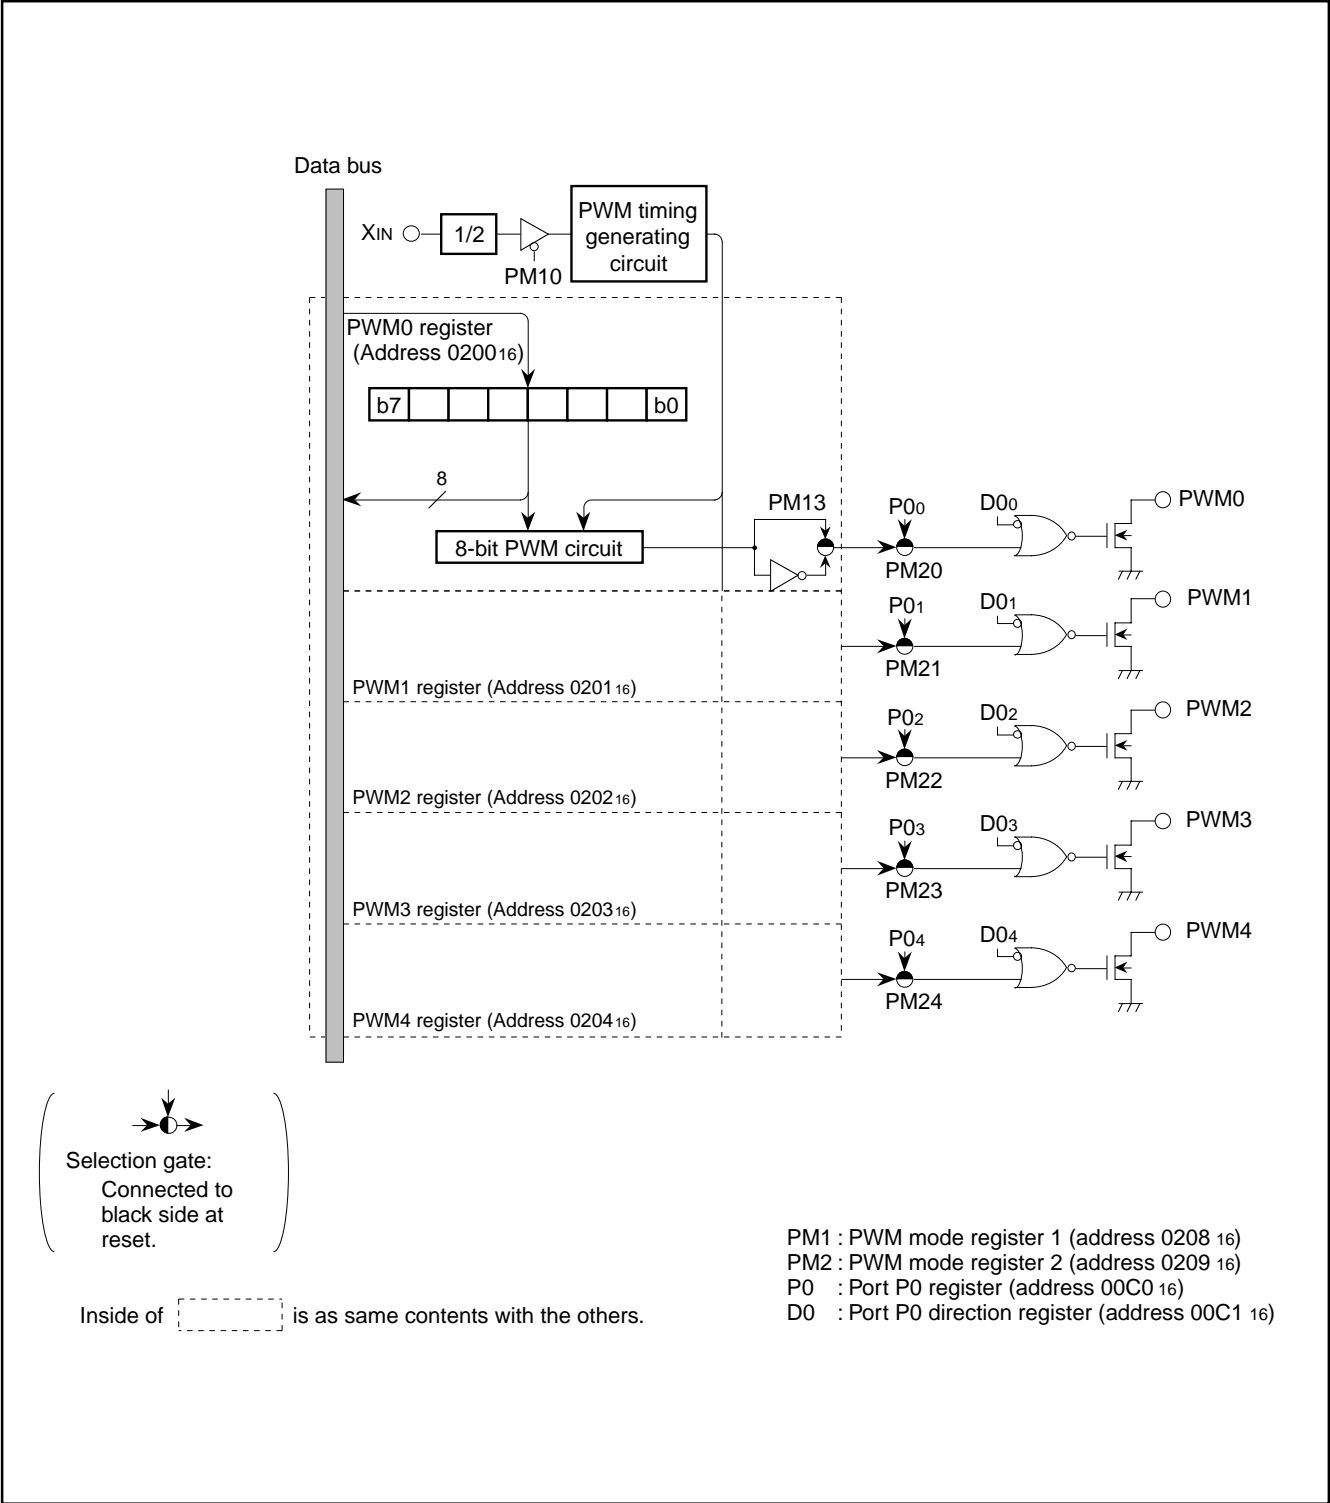 Data bus
XIN
1/2
PM10
PWM timing
generating
circuit
PWM0 register
(Address 020016)
b7
b0
8
8-bit PWM circuit
PM13
P00
PM20
D00
PWM0
P01
PM21
D01
PWM1
PWM1 register (Address 020116)
P02
PM22
D02
PWM2
PWM2 register (Address 020216)
P03
PM23
D03
PWM3
PWM3 register (Address 020316)
P04
PM24
D04
PWM4
PWM4 register (Address 020416)
Selection gate:
Connected to
black side at
reset.
Inside of is as same contents with the others.
PM1 : PWM mode register 1 (address 0208 16)
PM2 : PWM mode register 2 (address 0209 16)
P0 : Port P0 register (address 00C0 16)
D0 : Port P0 direction register (address 00C1 16)